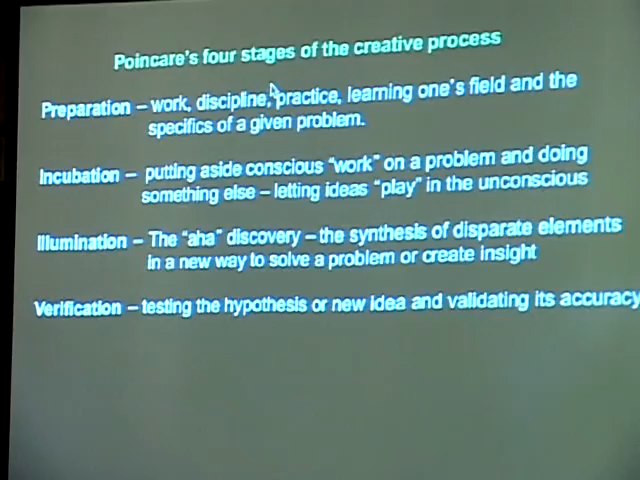 Poincare's four stages of the creative process
Preparation – work, discipline, practice, learning one's field and the
specifics of a given problem.
Incubation – putting aside conscious "work" on a problem and doing
something else – letting ideas "play" in the unconscious
Illumination – The "aha" discovery – the synthesis of disparate elements
in a new way to solve a problem or create insight
Verification – testing the hypothesis or new idea and validating its accuracy